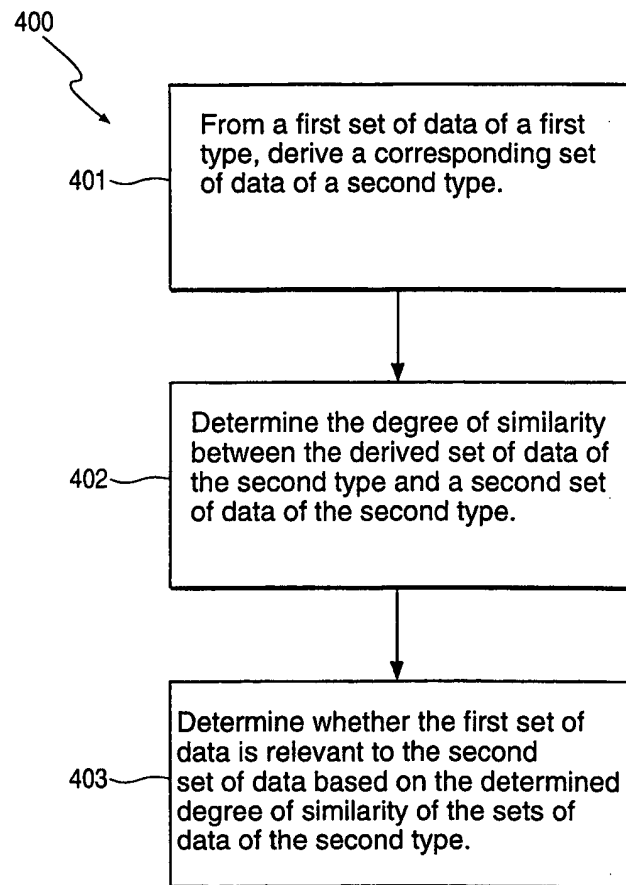 400
From a first set of data of a first
type, derive a corresponding set
of data of a second type.
401
Determine the degree of similarity
between the derived set of data of
the second type and a second set
of data of the second type.
402
Determine whether the first set of
data is relevant to the second
set of data based on the determined
degree of similarity of the sets of
data of the second type.
403